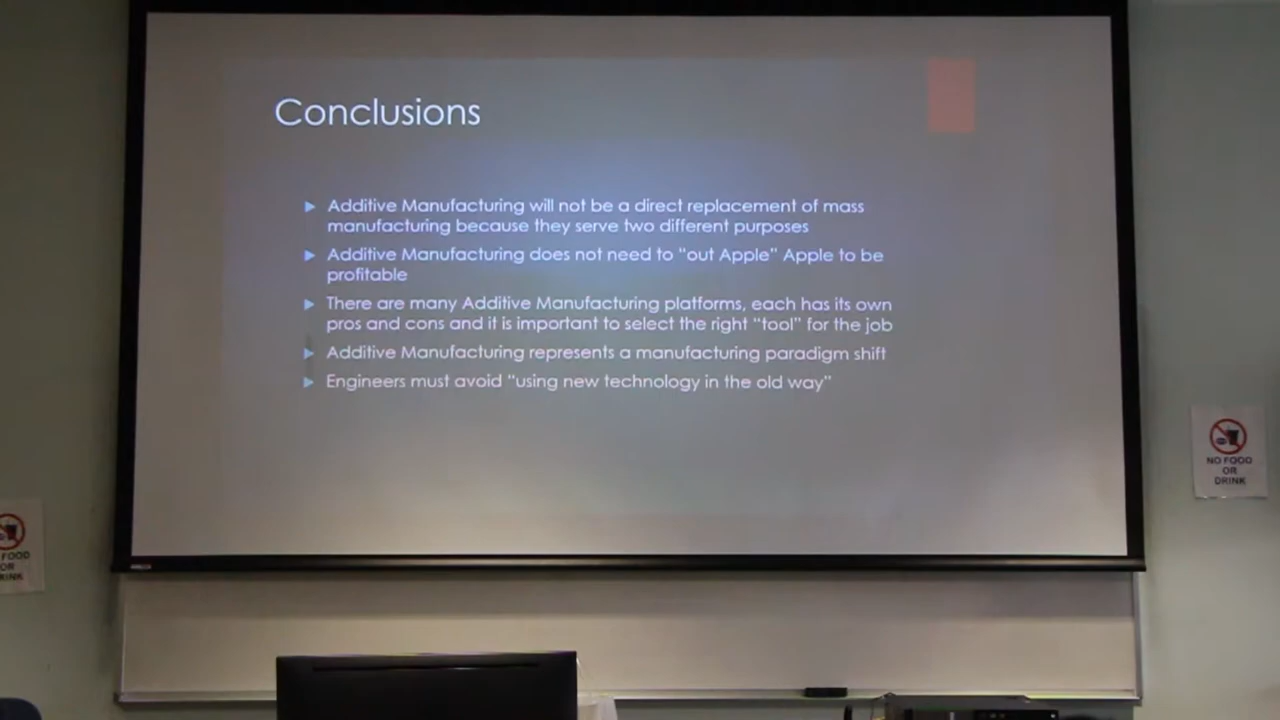 Conclusions
Additive Manufacturing will not be a direct replacement of mass
manufacturing because they serve two different purposes
Additive Manufacturing does not need to "out Apple" Apple to be
profitable
There are many Additive Manufacturing platforms, each has its own
pros and cons and it is important to select the right "tool" for the job
Additive Manufacturing represents a manufacturing paradigm shift
Engineers must avoid "using new technology in the old way"
NO FOOD
OR
DRINK
FOOD
OR
RINK